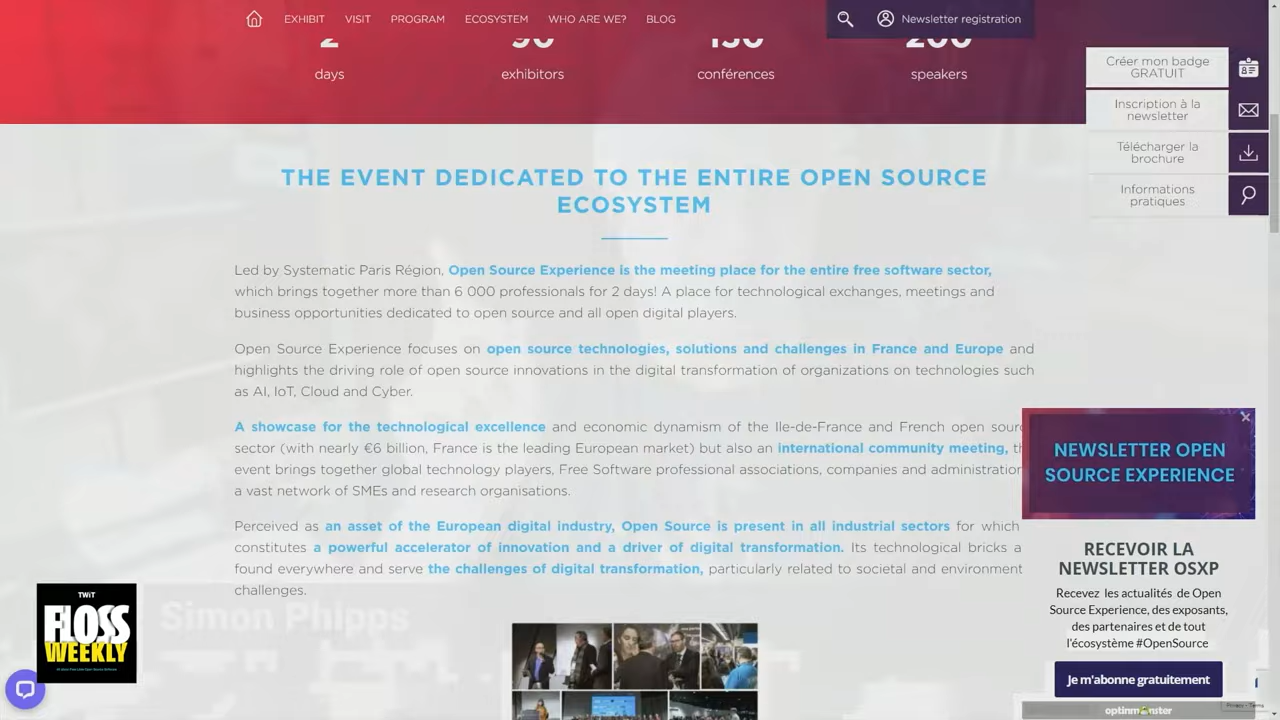 EXHIBIT VISIT PROGRAM ECOSYSTEM WHO ARE WE? BLOG Newsletter registration
2 90 130 200
days exhibitors conférences speakers
Créer mon badge
GRATUIT
Inscription à la
newsletter
Télécharger la
brochure
Informations
pratiques
THE EVENT DEDICATED TO THE ENTIRE OPEN SOURCE
ECOSYSTEM
Led by Systematic Paris Région, Open Source Experience is the meeting place for the entire free software sector,
which brings together more than 6 000 professionals for 2 days! A place for technological exchanges, meetings and
business opportunities dedicated to open source and all open digital players.
Open Source Experience focuses on open source technologies, solutions and challenges in France and Europe and
highlights the driving role of open source innovations in the digital transformation of organizations on technologies such
as AI, IoT, Cloud and Cyber.
A showcase for the technological excellence and economic dynamism of the Ile-de-France and French open sourc
sector (with nearly €6 billion, France is the leading European market) but also an international community meeting, th
event brings together global technology players, Free Software professional associations, companies and administration
a vast network of SMEs and research organisations.
Perceived as an asset of the European digital industry, Open Source is present in all industrial sectors for which
constitutes a powerful accelerator of innovation and a driver of digital transformation. Its technological bricks a
found everywhere and serve the challenges of digital transformation, particularly related to societal and environment
challenges.
NEWSLETTER OPEN
SOURCE EXPERIENCE
RECEVOIR LA
NEWSLETTER OSXP
Recevez les actualités de Open
Source Experience, des exposants,
des partenaires et de tout
l'écosystème #OpenSource
Je m'abonne gratuitement
optinmonster
Privacy - Terms
Simon Phipps
TWiT
FLOSS
WEEKLY